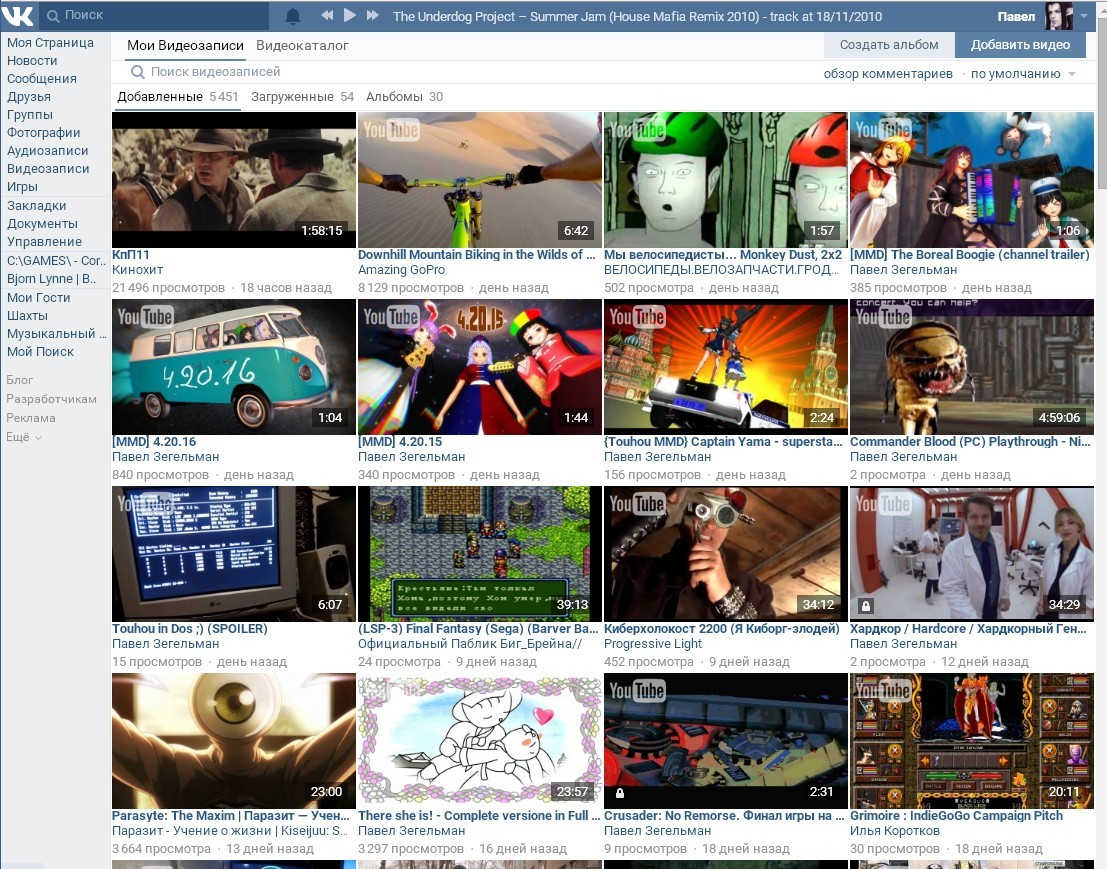 Поиск
The Underdog Project – Summer Jam (House Mafia Remix 2010) - track at 18/11/2010
Павел
Моя Страница
Новости
Сообщения
Друзья
Группы
Фотографии
Аудиозаписи
Видеозаписи
Игры
Закладки
Документы
Управление
C:\GAMES\ - Cor..
Bjorn Lynne | В..
Мои Гости
Шахты
Музыкальный ...
Мой Поиск
Блог
Разработчикам
Реклама
Ещё
Мои Видеозаписи Видеокаталог
Создать альбом Добавить видео
Поиск видеозаписей
обзор комментариев · по умолчанию
Добавленные 5 451 Загруженные 54 Альбомы 30
1:58:15
КпП11
Кинохит
21 496 просмотров · 18 часов назад
YouTube
6:42
Downhill Mountain Biking in the Wilds of ...
Amazing GoPro
8 129 просмотров · день назад
YouTube
1:57
Мы велосипедисты... Monkey Dust, 2x2
ВЕЛОСИПЕДЫ.ВЕЛОЗАПЧАСТИ.ГРОД...
502 просмотра · день назад
YouTube
1:06
[MMD] The Boreal Boogie (channel trailer)
Павел Зегельман
385 просмотров · день назад
YouTube
4.20.16
1:04
[MMD] 4.20.16
Павел Зегельман
840 просмотров · день назад
YouTube
4.20.15
1:44
[MMD] 4.20.15
Павел Зегельман
340 просмотров · день назад
YouTube
2:24
{Touhou MMD} Captain Yama - supersta...
Павел Зегельман
156 просмотров · день назад
concert. You can help?
YouTube
4:59:06
Commander Blood (PC) Playthrough - Ni...
Павел Зегельман
2 просмотра · день назад
YouTube
6:07
Touhou in Dos ;) (SPOILER)
Павел Зегельман
15 просмотров · день назад
Крестьяне:Ты толкал
Хома,поэтому Хом умер,
все видели это
39:13
(LSP-3) Final Fantasy (Sega) (Barver Ba...
Официальный Паблик Биг_Брейна//
24 просмотра · 9 дней назад
YouTube
34:12
Киберхолокост 2200 (Я Киборг-злодей)
Progressive Light
452 просмотра · 9 дней назад
YouTube
34:29
Хардкор / Hardcore / Хардкорный Ген...
Павел Зегельман
2 просмотра · 12 дней назад
23:00
Parasyte: The Maxim | Паразит — Учен...
Паразит - Учение о жизни | Kiseijuu: S...
3 664 просмотра · 13 дней назад
23:57
There she is! - Complete versione in Full ...
Павел Зегельман
3 297 просмотров · 16 дней назад
YouTube
2:31
Crusader: No Remorse. Финал игры на ...
Павел Зегельман
9 просмотров · 18 дней назад
YouTube
20:11
Grimoire : IndieGoGo Campaign Pitch
Илья Коротков
30 просмотров · 18 дней назад